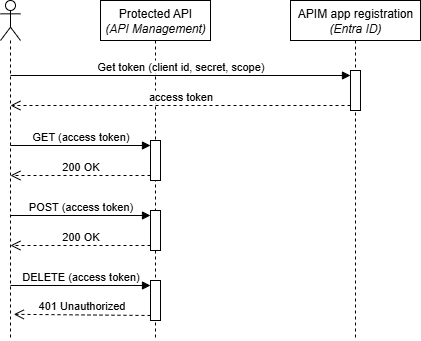 Protected API
(API Management)
APIM app registration
(Entra ID)
Get token (client id, secret, scope)
access token
GET (access token)
200 OK
POST (access token)
200 OK
DELETE (access token)
401 Unauthorized